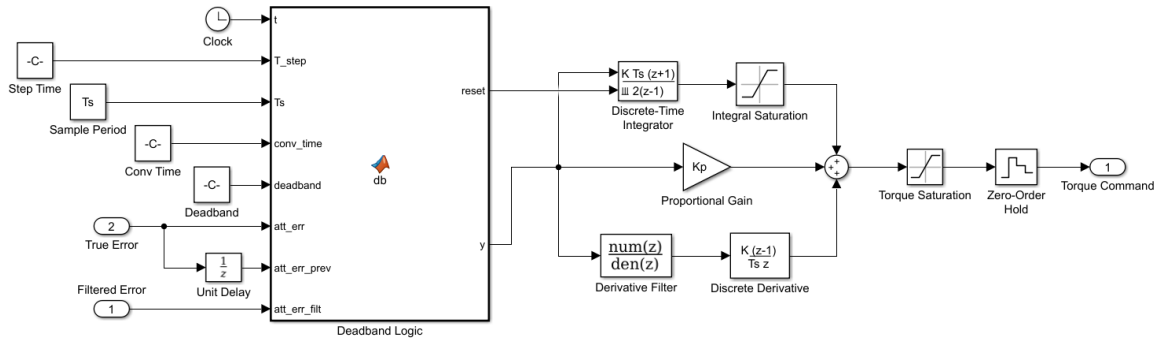 t
Clock
-C-
T_step
Step Time
Ts
Ts
Sample Period
-C-
conv_time
Conv Time
-C-
deadband
Deadband
2
att_err
True Error
1
z
att_err_prev
Unit Delay
Filtered Error
1
att_err_filt
db
reset
y
Deadband Logic
K Ts (z+1)
2(z-1)
Discrete-Time
Integrator
Integral Saturation
Kp
Proportional Gain
num(z)
den(z)
Derivative Filter
K (z-1)
Ts z
Discrete Derivative
+
+
+
Torque Saturation
Zero-Order
Hold
1
Torque Command